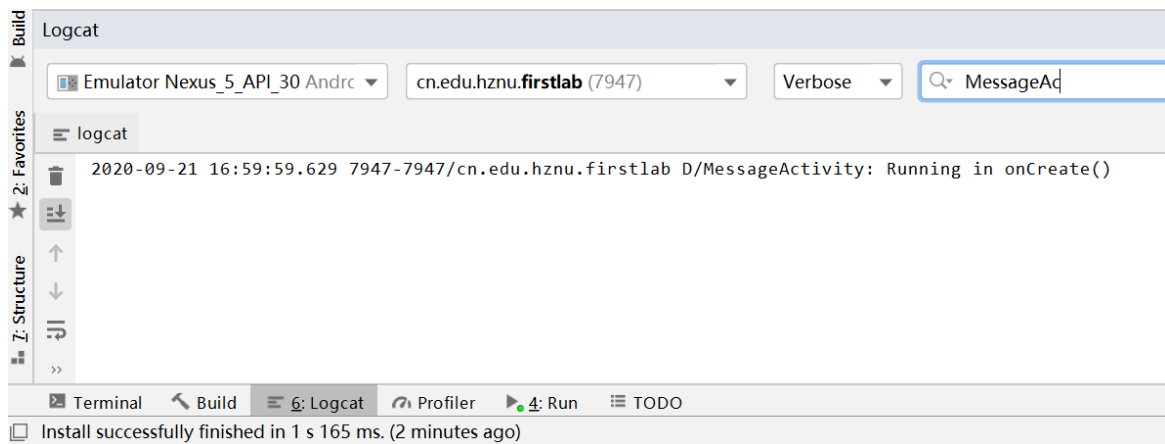 Logcat
Emulator Nexus_5_API_30 Andrc
cn.edu.hznu.firstlab (7947)
Verbose
MessageAc
logcat
2020-09-21 16:59:59.629 7947-7947/cn.edu.hznu.firstlab D/MessageActivity: Running in onCreate()
Build
2: Favorites
7: Structure
Terminal
Build
6: Logcat
Profiler
4: Run
TODO
Install successfully finished in 1 s 165 ms. (2 minutes ago)